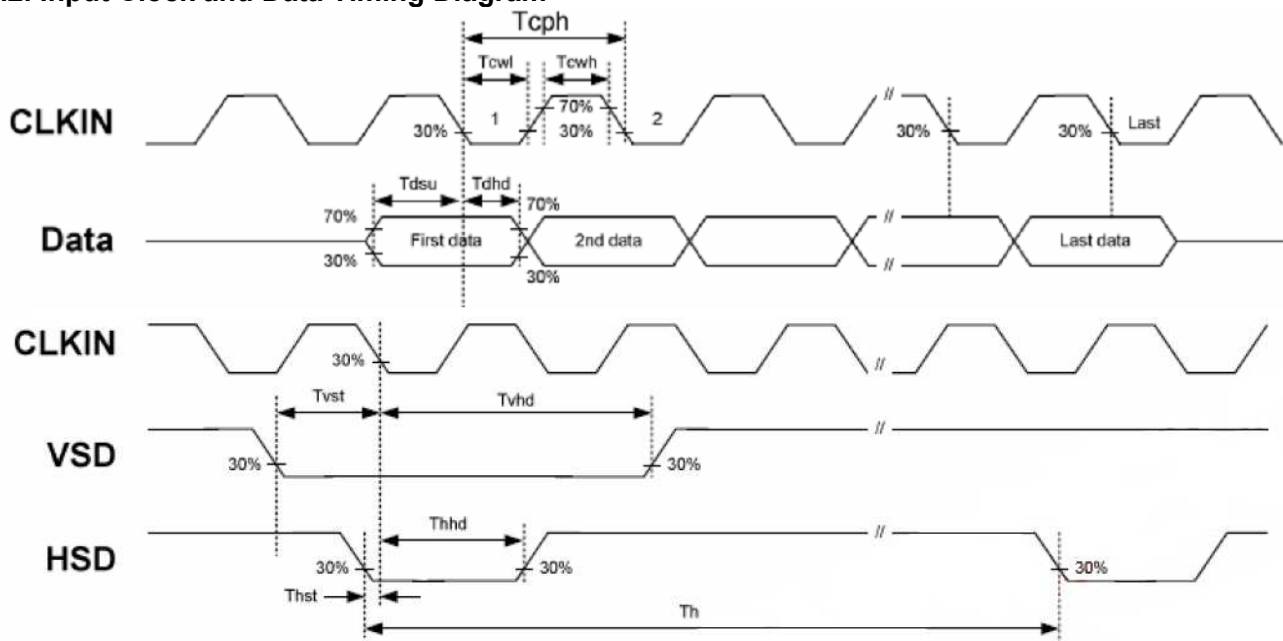 Tcph
Tcwl
Tcwh
CLKIN
30%
1
70%
30%
2
//
30%
30%
Last
Tdsu
Tdhd
70%
70%
Data
First data
2nd data
//
//
Last data
30%
30%
CLKIN
30%
//
Tvst
Tvhd
VSD
30%
30%
//
Thhd
HSD
30%
30%
//
30%
Thst
Th